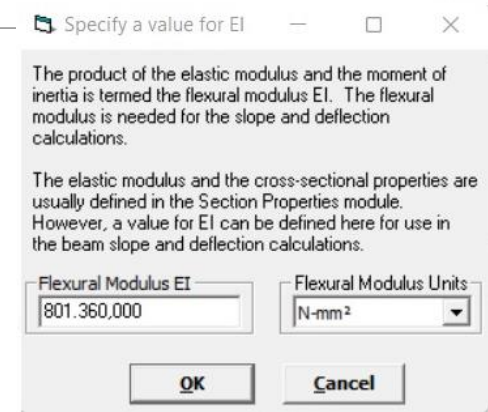 Specify a value for EI
The product of the elastic modulus and the moment of
inertia is termed the flexural modulus EI. The flexural
modulus is needed for the slope and deflection
calculations.
The elastic modulus and the cross-sectional properties are
usually defined in the Section Properties module.
However, a value for EI can be defined here for use in
the beam slope and deflection calculations.
Flexural Modulus EI
801.360,000
Flexural Modulus Units
N-mm²
OK
Cancel